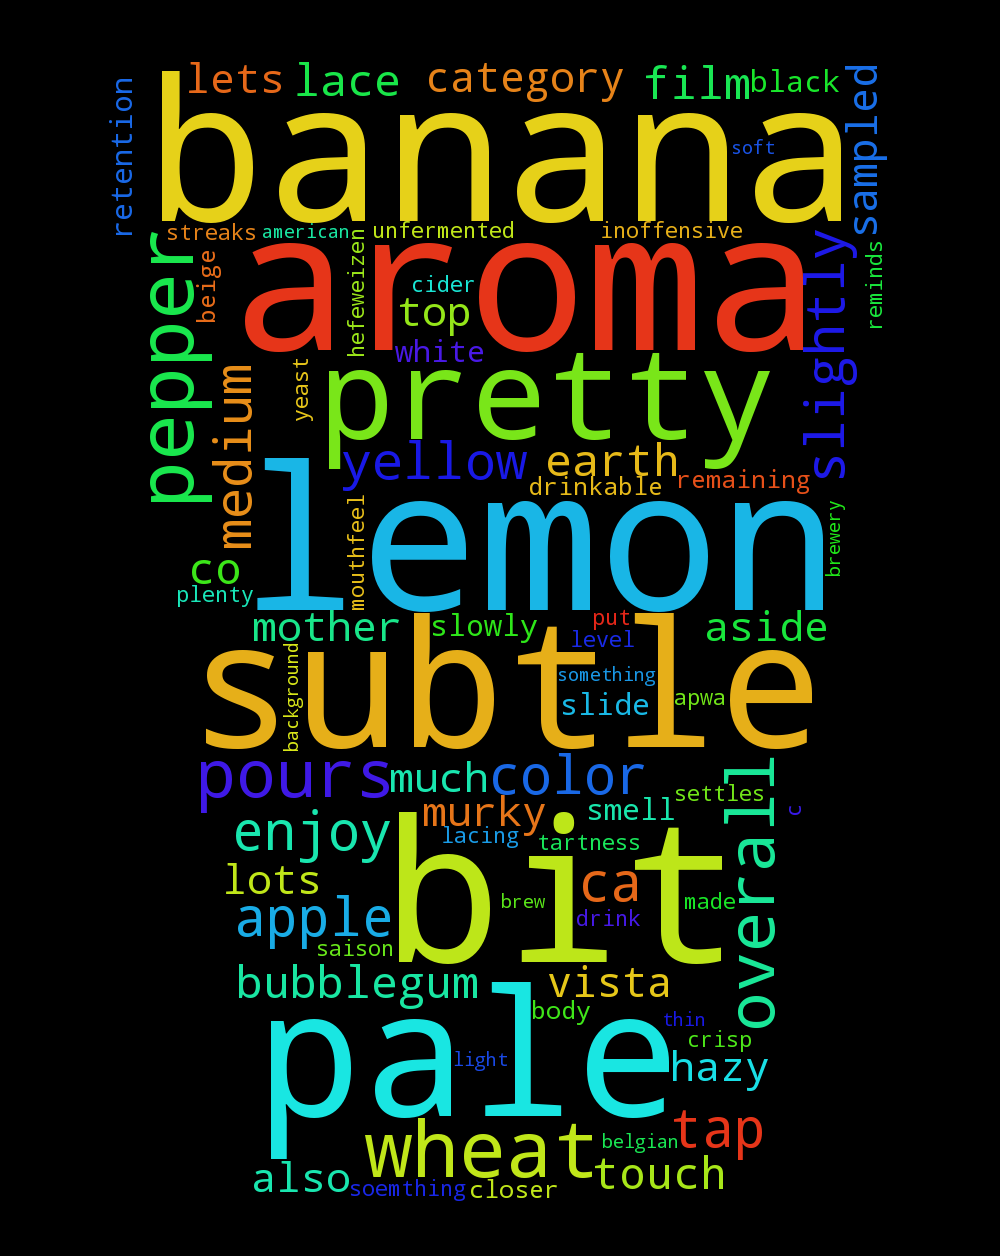 lets lace category film black
banana
retention
soft
sampled
streaks american unfermented inoffensive
aroma
pepper
beige
hefeweizen
cider
top
white
slightly
reminds
pretty
yeast
medium
yellow earth
drinkable remaining
lemon
mouthfeel
brewery
co
plenty
mother slowly put aside
level
subtle
background
something
slide apwa
pours much color
settles
overall
c
murky smell
enjoy lacing tartness
bit
lots
ca
brew made
apple drink
saison
bubblegum vista
pale
body
thin
crisp
light hazy
wheat belgian tap
also soemthing closer touch